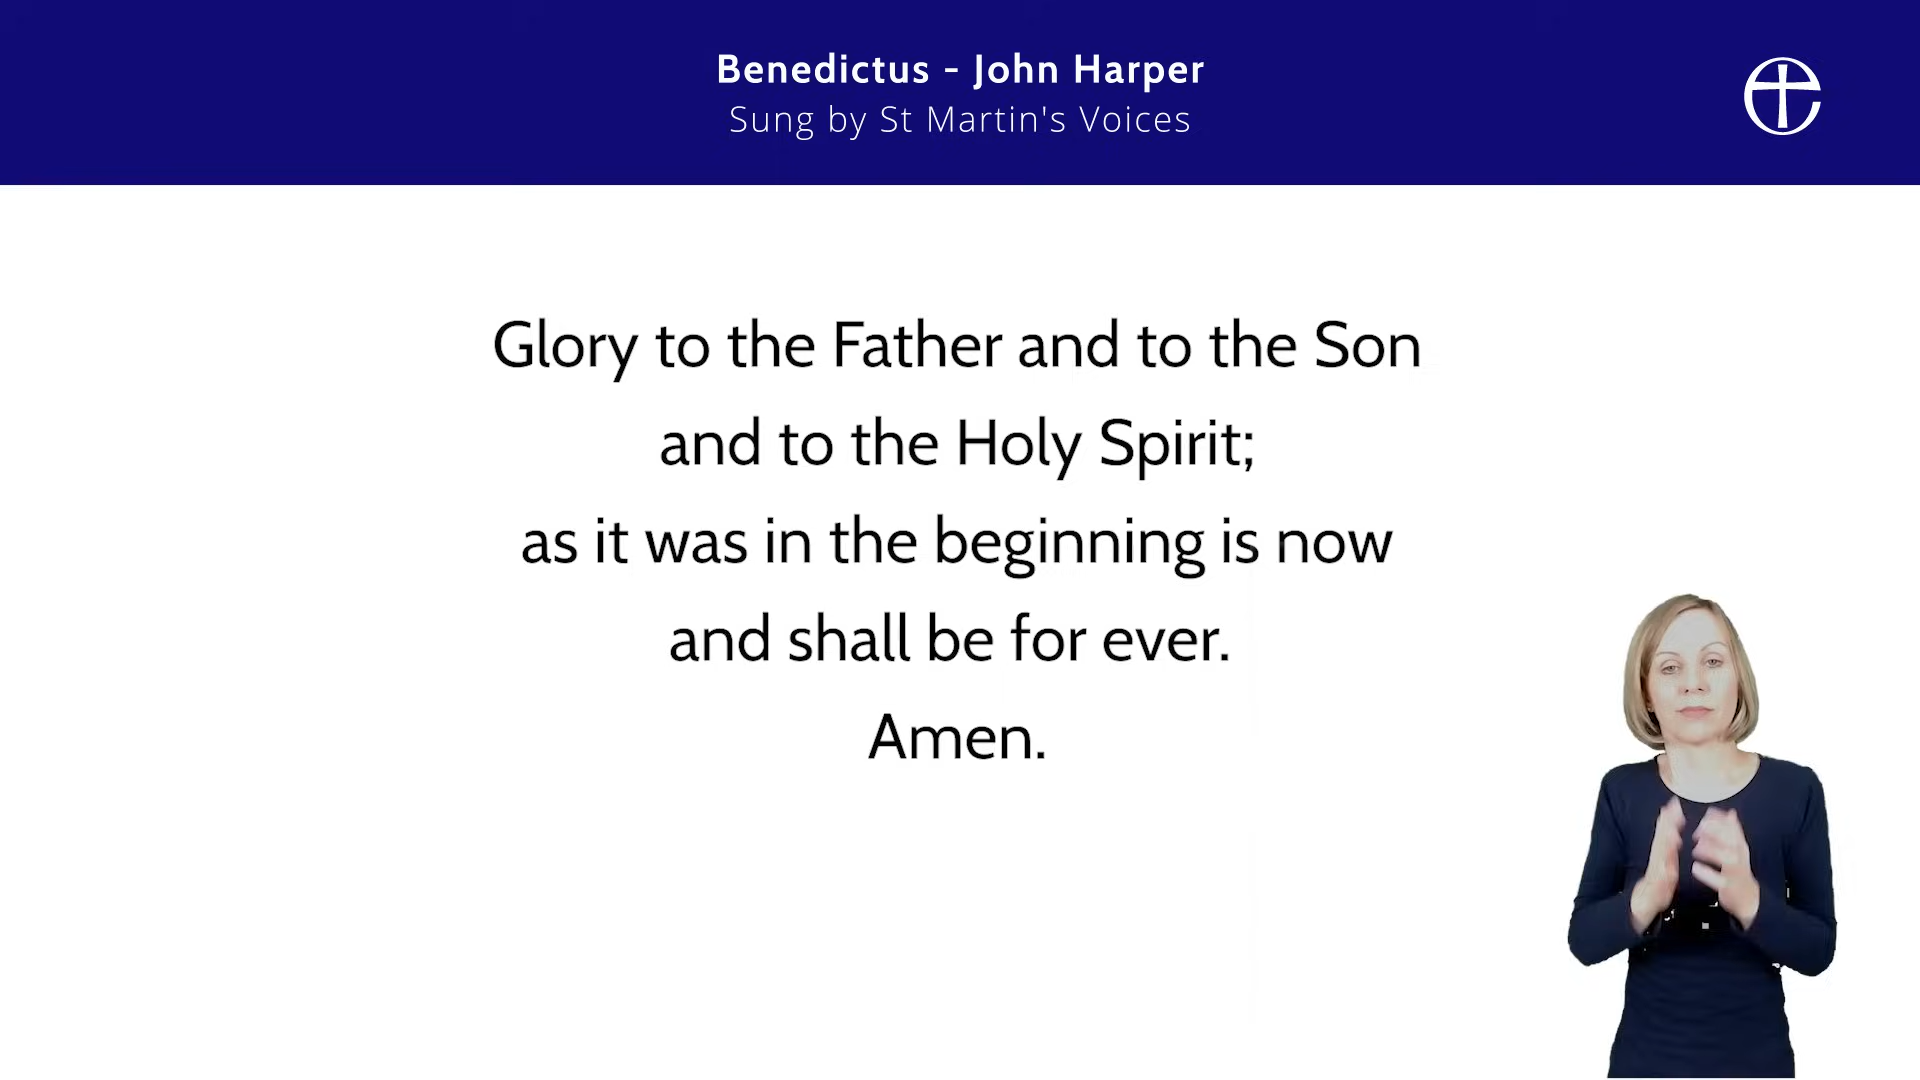 Benedictus - John Harper
Sung by St Martin's Voices
Glory to the Father and to the Son
and to the Holy Spirit;
as it was in the beginning is now
and shall be for ever.
Amen.